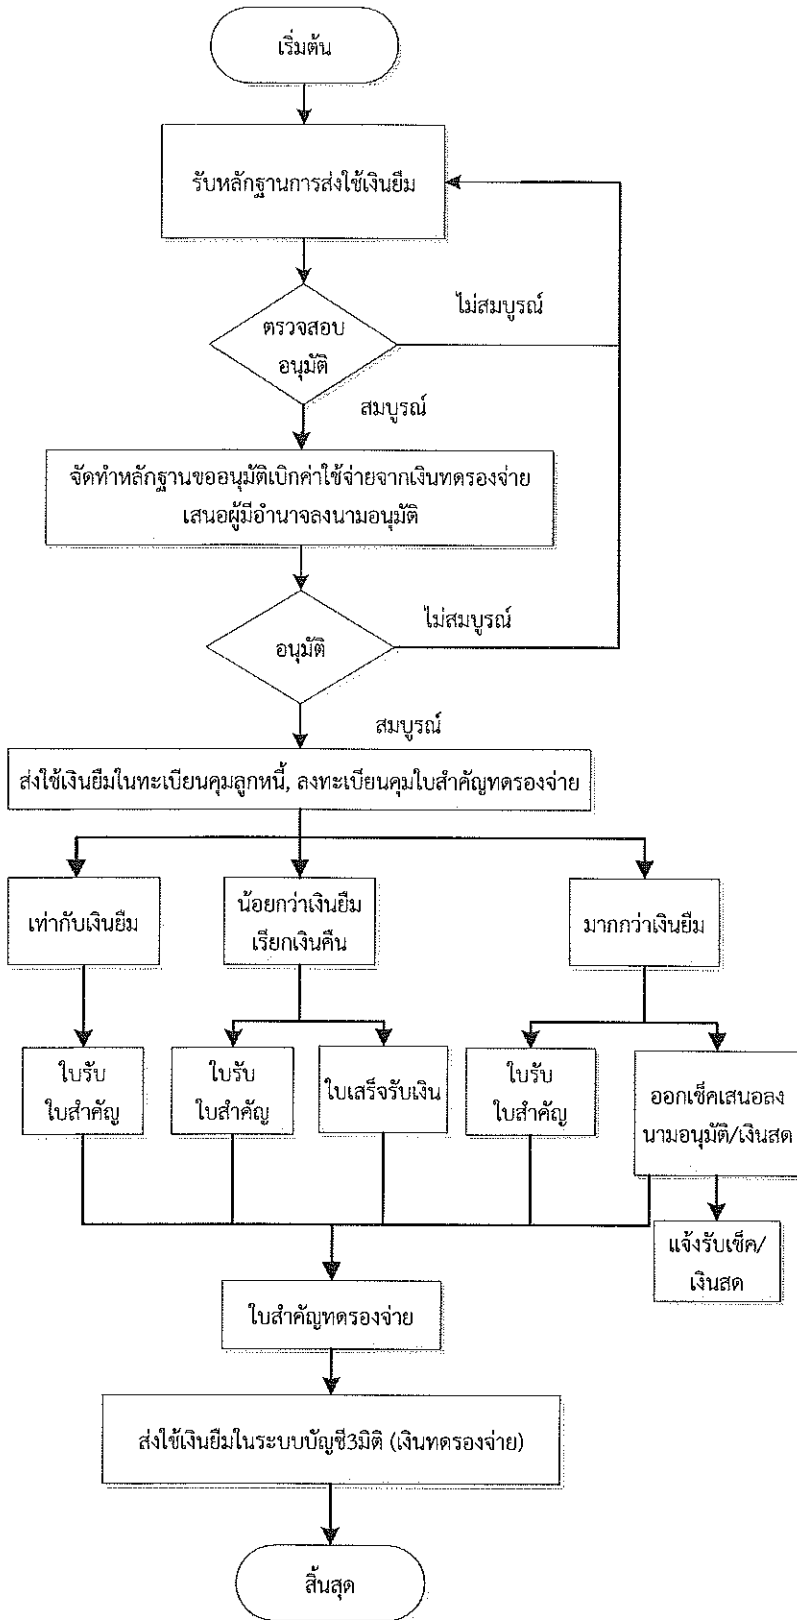 เริ่มต้น
รับหลักฐานการส่งใช้เงินยืม
ไม่สมบูรณ์
ตรวจสอบ
อนุมัติ
สมบูรณ์
จัดทำหลักฐานขออนุมัติเบิกค่าใช้จ่ายจากเงินทดรองจ่าย
เสนอผู้มีอำนาจลงนามอนุมัติ
ไม่สมบูรณ์
อนุมัติ
สมบูรณ์
ส่งใช้เงินยืมในทะเบียนคุมลูกหนี้, ลงทะเบียนคุมใบสำคัญทดรองจ่าย
เท่ากับเงินยืม
น้อยกว่าเงินยืม
เรียกเงินคืน
มากกว่าเงินยืม
ใบรับ
ใบสำคัญ
ใบรับ
ใบสำคัญ
ใบเสร็จรับเงิน
ใบรับ
ใบสำคัญ
ออกเช็คเสนอลง
นามอนุมัติ/เงินสด
แจ้งรับเช็ค/
เงินสด
ใบสำคัญทดรองจ่าย
ส่งใช้เงินยืมในระบบบัญชี3มิติ (เงินทดรองจ่าย)
สิ้นสุด